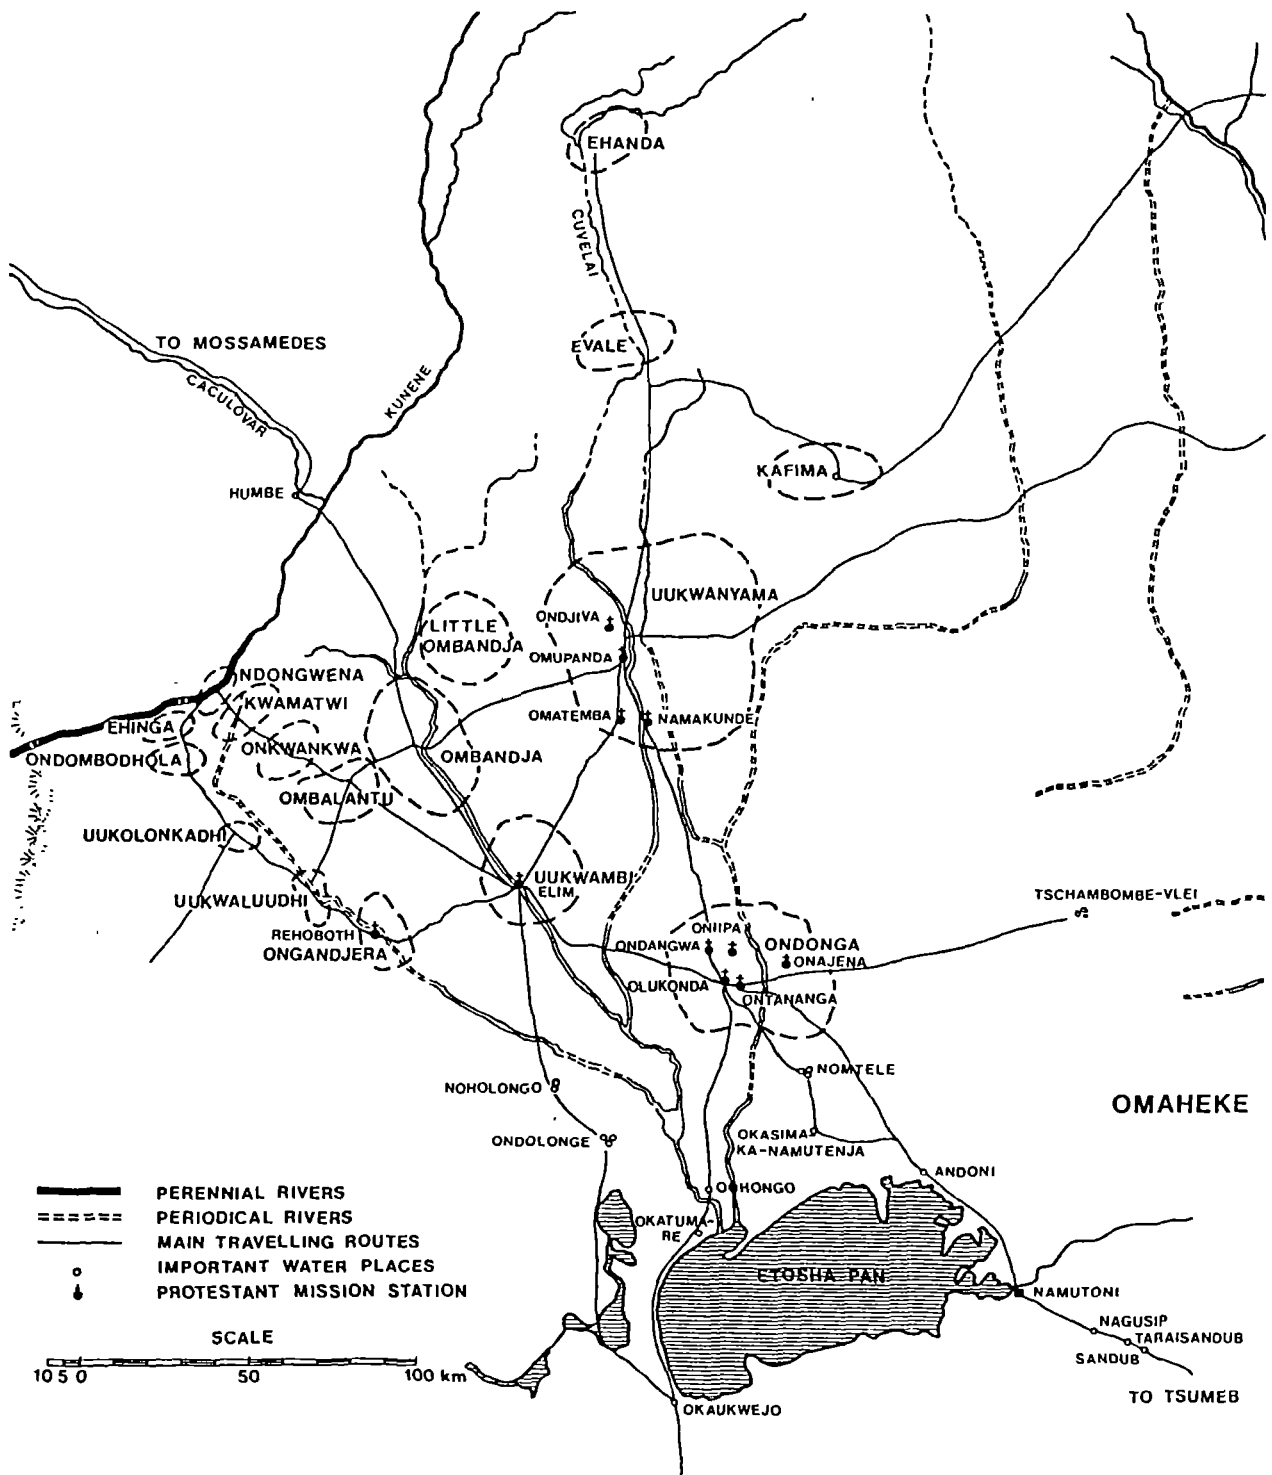 EHANDA
CUVELAI
TO MOSSAMEDES
CACULOVAR
KUNENE
EVALE
KAFIMA
HUMBE
UUKWANYAMA
ONDJIVA
LITTLE
OMBANDJA
OMUPANDA
NDONGWENA
KWAMATWI
OMATEMBA
NAMAKUNDE
EHINGA
ONKWANKWA
OMBANDJA
ONDOMBODHOLA
OMBALANTU
UUKOLONKADHI
UUKWAMBI
ELIM
UUKWALUUDHI
TSCHAMBOMBE-VLEI
REHOBOTH
ONGANDJERA
ONIIPA
ONDANGWA
ONDONGA
ONAJENA
OLUKONDA
ONTANANGA
NOMTELE
NOHOLONGO
OMAHEKE
ONDOLONGE
OKASIMA
KA-NAMUTENJA
ANDONI
OHONGO
OKATUMA-
RE
ETOSHA PAN
NAMUTONI
NAGUSIP
TARAISANDUB
SANDUB
TO TSUMEB
OKAUKWEJO
PERENNIAL RIVERS
PERIODICAL RIVERS
MAIN TRAVELLING ROUTES
IMPORTANT WATER PLACES
PROTESTANT MISSION STATION
SCALE
10 5 0 50 100 km